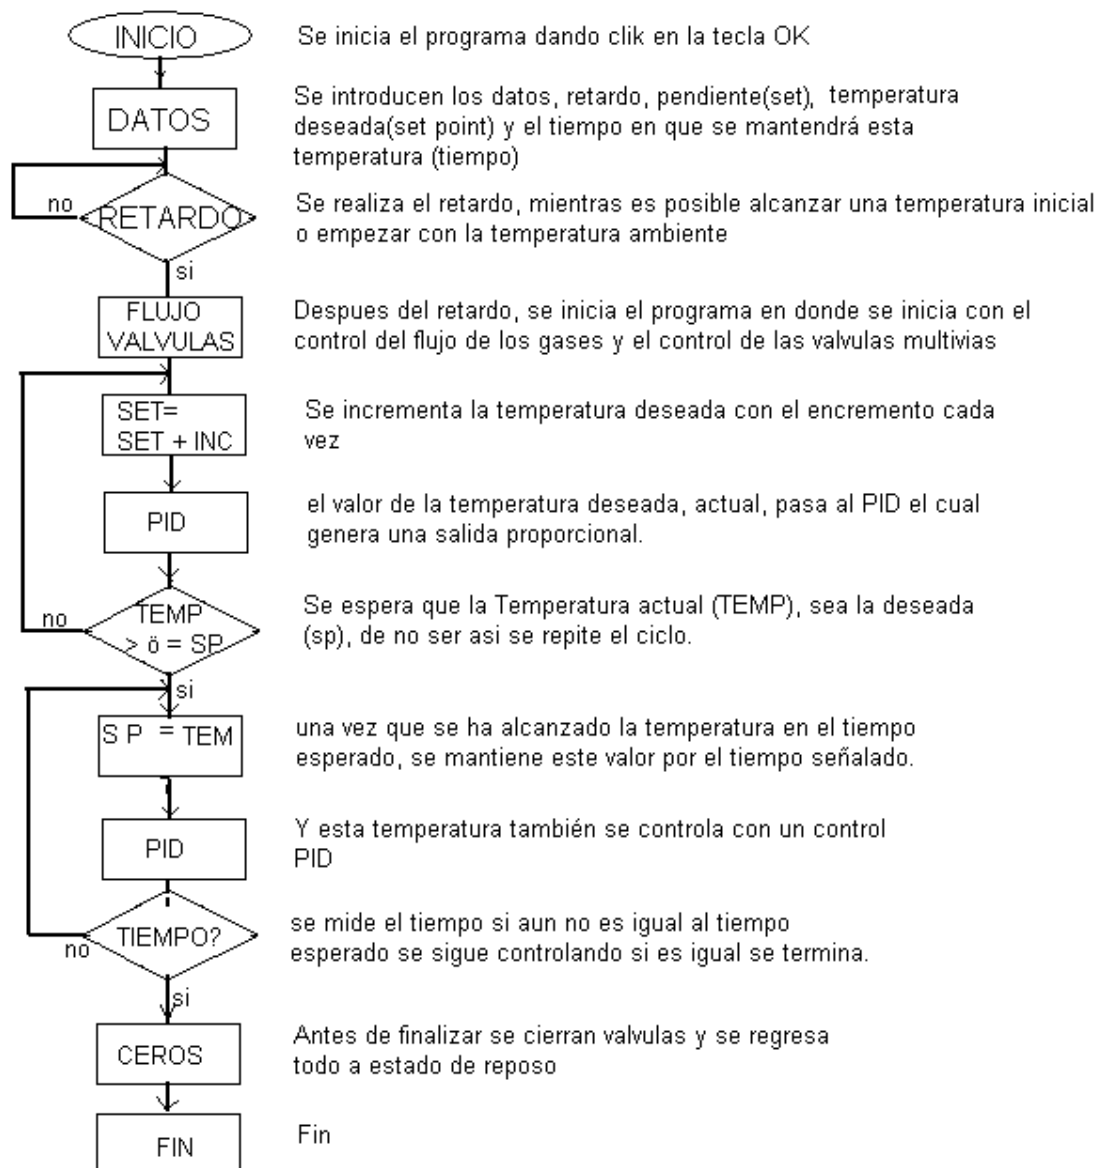 INICIO
Se inicia el programa dando clik en la tecla OK
DATOS
Se introducen los datos, retardo, pendiente(set), temperatura
deseada(set point) y el tiempo en que se mantendrá esta
temperatura (tiempo)
no
RETARDO
Se realiza el retardo, mientras es posible alcanzar una temperatura inicial
o empezar con la temperatura ambiente
si
FLUJO
VALVULAS
Despues del retardo, se inicia el programa en donde se inicia con el
control del flujo de los gases y el control de las valvulas multivias
SET=
SET + INC
Se incrementa la temperatura deseada con el encremento cada
vez
PID
el valor de la temperatura deseada, actual, pasa al PID el cual
genera una salida proporcional.
no
TEMP
> ö = SP
Se espera que la Temperatura actual (TEMP), sea la deseada
(sp), de no ser asi se repite el ciclo.
si
S P = TEM
una vez que se ha alcanzado la temperatura en el tiempo
esperado, se mantiene este valor por el tiempo señalado.
PID
Y esta temperatura también se controla con un control
PID
no
TIEMPO?
se mide el tiempo si aun no es igual al tiempo
esperado se sigue controlando si es igual se termina.
si
CEROS
Antes de finalizar se cierran valvulas y se regresa
todo a estado de reposo
FIN
Fin